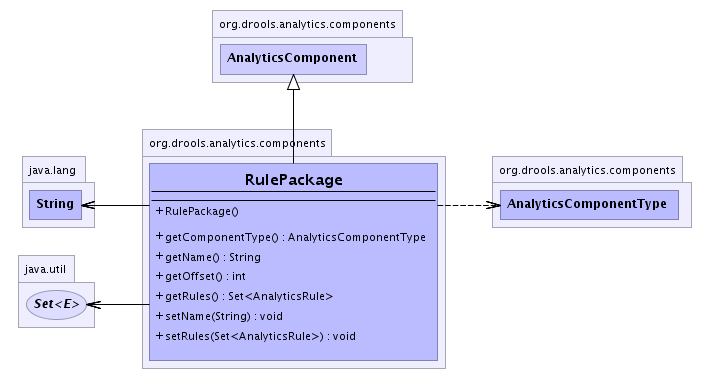 org.drools.analytics.components
AnalyticsComponent
org.drools.analytics.components
java.lang
String
RulePackage
+ RulePackage()
+ getComponentType() : AnalyticsComponentType
+ getName() : String
+ getOffset() : int
+ getRules() : Set<AnalyticsRule>
+ setName(String) : void
+ setRules(Set<AnalyticsRule>) : void
org.drools.analytics.components
AnalyticsComponentType
java.util
Set<E>